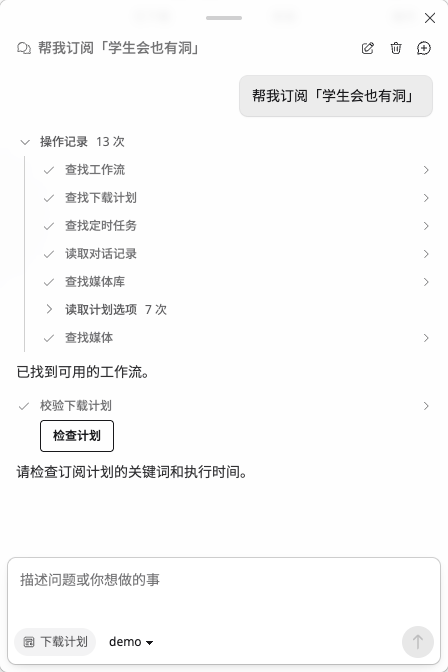 帮我订阅「学生会也有洞」
帮我订阅「学生会也有洞」
操作记录 13 次
查找工作流
查找下载计划
查找定时任务
读取对话记录
查找媒体库
读取计划选项 7 次
查找媒体
已找到可用的工作流。
校验下载计划
检查计划
请检查订阅计划的关键词和执行时间。
描述问题或你想做的事
下载计划 demo